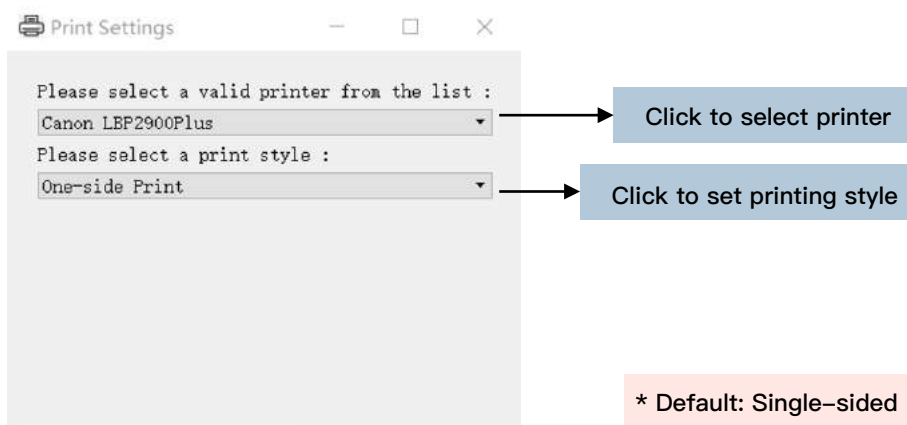 Print Settings
Please select a valid printer from the list :
Canon LBP2900Plus
Click to select printer
Please select a print style :
One-side Print
Click to set printing style
* Default: Single-sided